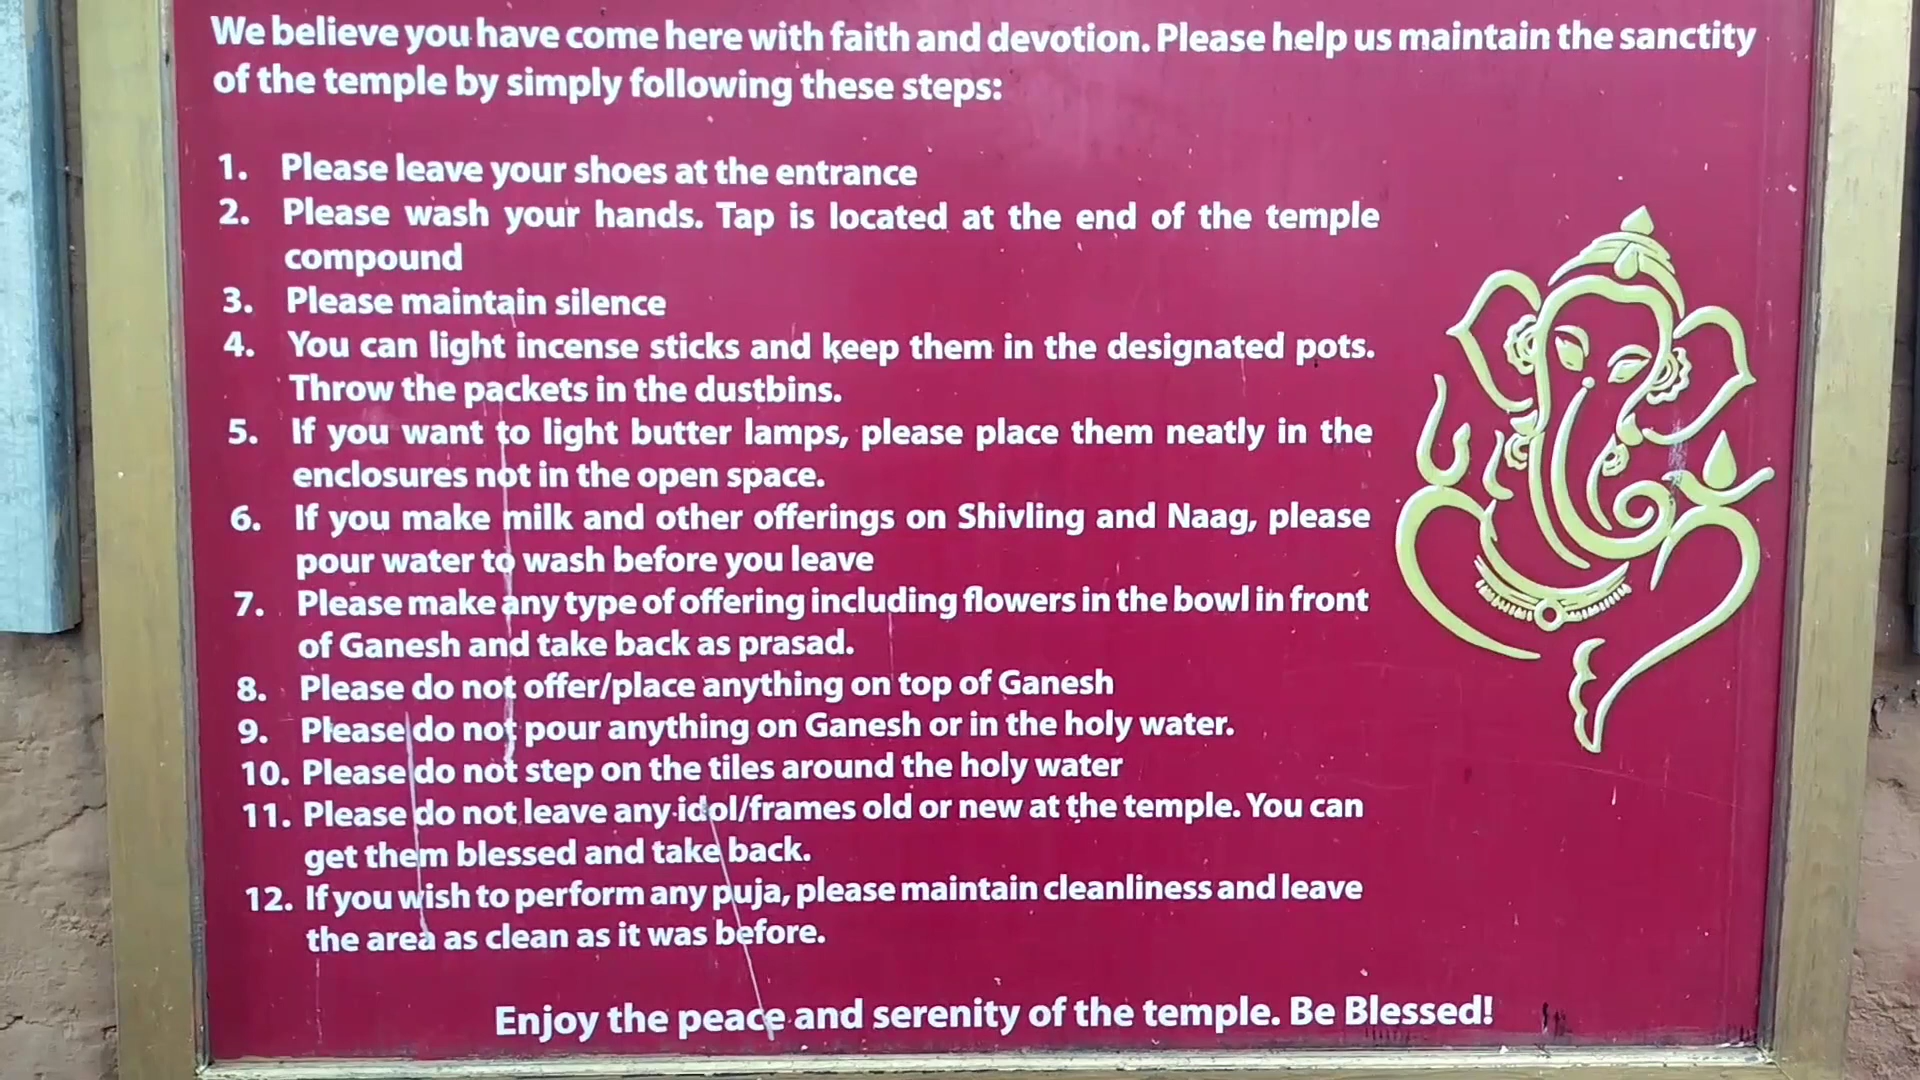 We believe you have come here with faith and devotion. Please help us maintain the sanctity
of the temple by simply following these steps:
1. Please leave your shoes at the entrance
2. Please wash your hands. Tap is located at the end of the temple
compound
3. Please maintain silence
4. You can light incense sticks and keep them in the designated pots.
Throw the packets in the dustbins.
5. If you want to light butter lamps, please place them neatly in the
enclosures not in the open space.
6. If you make milk and other offerings on Shivling and Naag, please
pour water to wash before you leave
7. Please make any type of offering including flowers in the bowl in front
of Ganesh and take back as prasad.
8. Please do not offer/place anything on top of Ganesh
9. Please do not pour anything on Ganesh or in the holy water.
10. Please do not step on the tiles around the holy water
11. Please do not leave any idol/frames old or new at the temple. You can
get them blessed and take back.
12. If you wish to perform any puja, please maintain cleanliness and leave
the area as clean as it was before.
Enjoy the peace and serenity of the temple. Be Blessed!